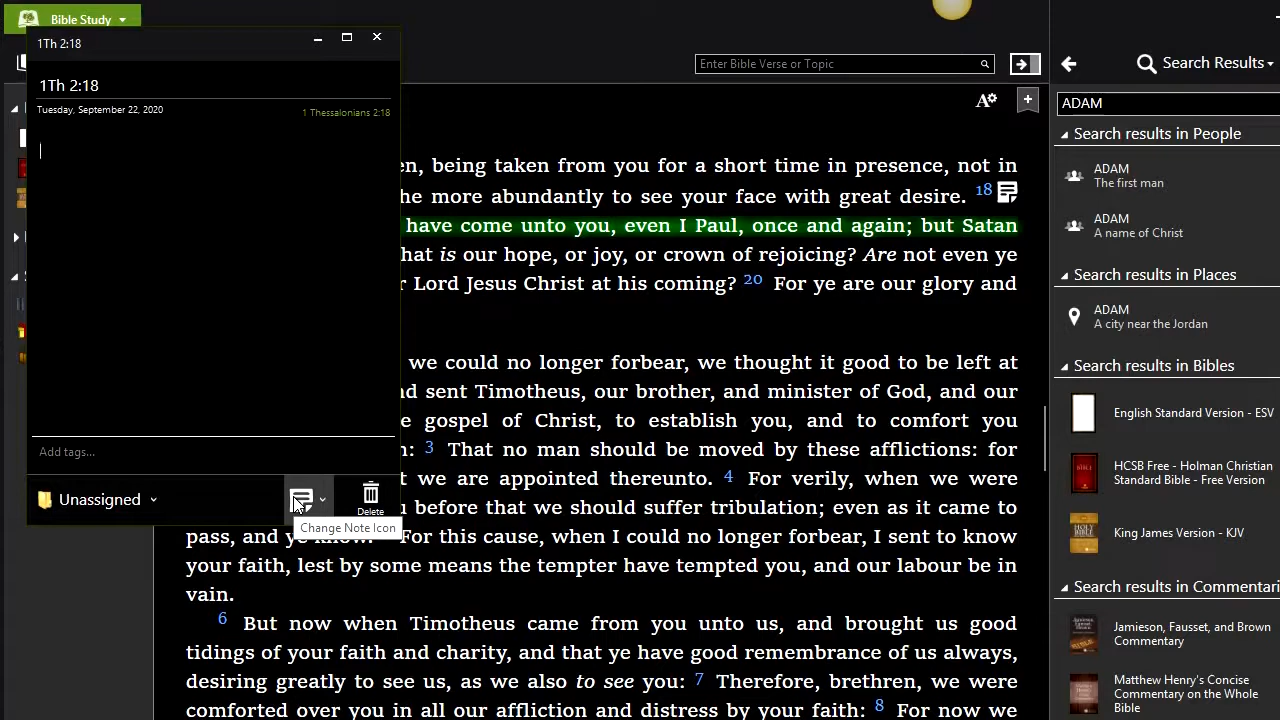 Bible Study
1Th 2:18
1Th 2:18
Tuesday, September 22, 2020
1 Thessalonians 2:18
Add tags...
Unassigned
Delete
Change Note Icon
Enter Bible Verse or Topic
en, being taken from you for a short time in presence, not in
he more abundantly to see your face with great desire. 18
have come unto you, even I Paul, once and again; but Satan
hat is our hope, or joy, or crown of rejoicing? Are not even ye
r Lord Jesus Christ at his coming? 20 For ye are our glory and
we could no longer forbear, we thought it good to be left at
nd sent Timotheus, our brother, and minister of God, and our
e gospel of Christ, to establish you, and to comfort you
: 3 That no man should be moved by these afflictions: for
t we are appointed thereunto. 4 For verily, when we were
before that we should suffer tribulation; even as it came to
pass, and ye know. For this cause, when I could no longer forbear, I sent to know
your faith, lest by some means the tempter have tempted you, and our labour be in
vain.
6 But now when Timotheus came from you unto us, and brought us good
tidings of your faith and charity, and that ye have good remembrance of us always,
desiring greatly to see us, as we also to see you: 7 Therefore, brethren, we were
comforted over you in all our affliction and distress by your faith: 8 For now we
Search Results
ADAM
Search results in People
ADAM
The first man
ADAM
A name of Christ
Search results in Places
ADAM
A city near the Jordan
Search results in Bibles
English Standard Version - ESV
HCSB Free - Holman Christian
Standard Bible - Free Version
King James Version - KJV
Search results in Commentari
Jamieson, Fausset, and Brown
Commentary
Matthew Henry's Concise
Commentary on the Whole
Bible